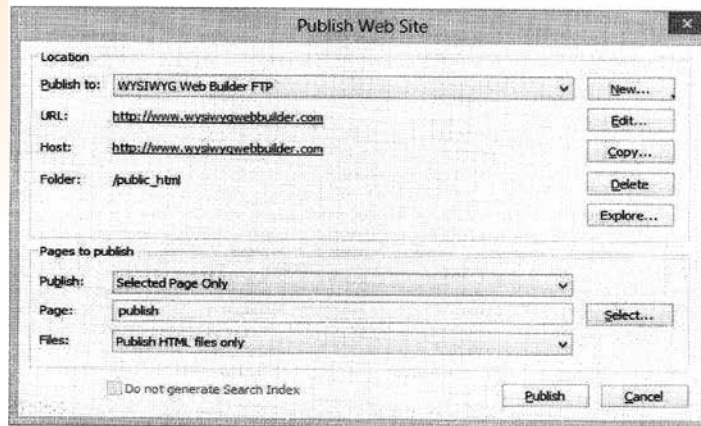 Publish Web Site
Location
Publish to: WYSIWYG Web Builder FTP New...
URL: http://www.wysiwygwebbuilder.com Edit...
Host: http://www.wysiwygwebbuilder.com Copy...
Folder: /public_html Delete
Explore...
Pages to publish
Publish: Selected Page Only
Page: publish Select...
Files: Publish HTML files only
Do not generate Search Index Publish Cancel